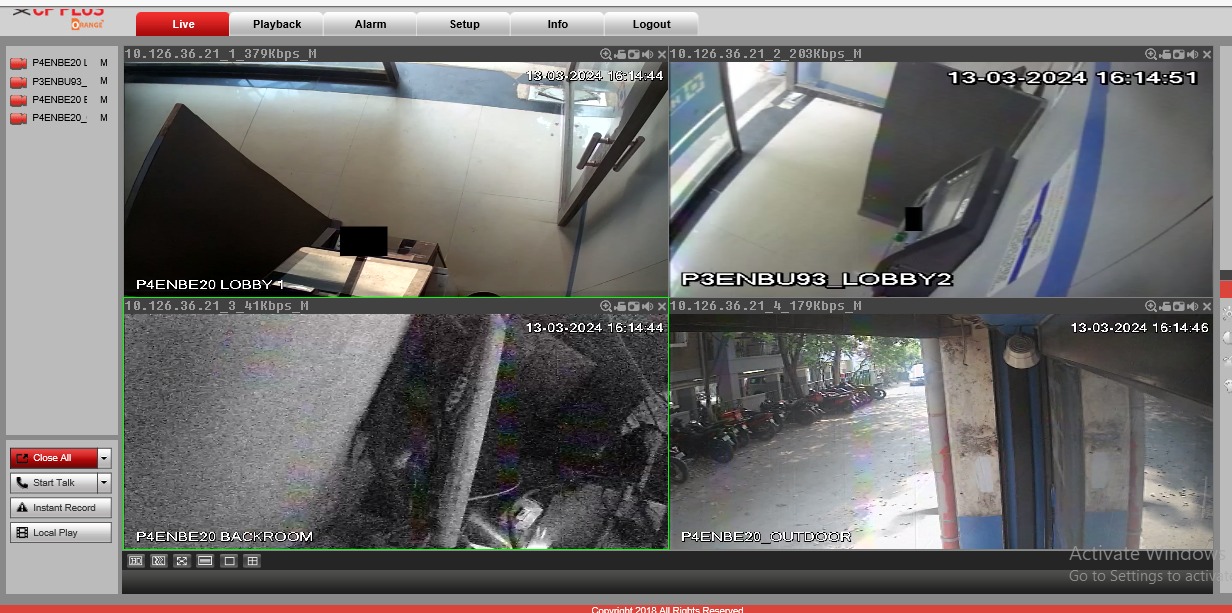 CP PLUS
ORANGE
Live Playback Alarm Setup Info Logout
P4ENBE20 L M
P3ENBU93_ M
P4ENBE20 E M
P4ENBE20_ M
10.126.36.21_1_379Kbps_M
13-03-2024 16:14:44
P4ENBE20 LOBBY 1
10.126.36.21_2_203Kbps_M
13-03-2024 16:14:51
P3ENBU93_LOBBY2
10.126.36.21_3_41Kbps_M
13-03-2024 16:14:44
P4ENBE20 BACKROOM
10.126.36.21_4_179Kbps_M
13-03-2024 16:14:46
P4ENBE20_OUTDOOR
Close All
Start Talk
Instant Record
Local Play
Activate Windows
Go to Settings to activate
Copyright 2018 All Rights Reserved